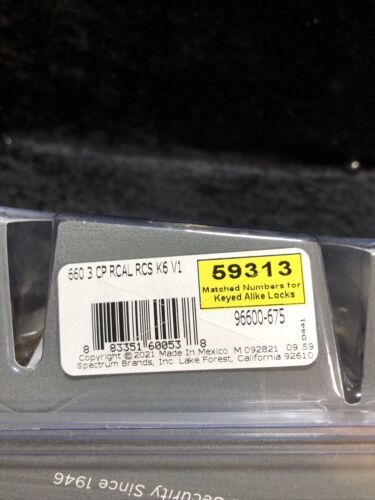 660 3 CP RCAL RCS K6 V1
59313
Matched Numbers for
Keyed Alike Locks
96600-675
D441
8 83351 60053 8
Copyright ©2021 Made In Mexico M 092821 09:59
Spectrum Brands, Inc. Lake Forest, California 92610
Security Since 1946